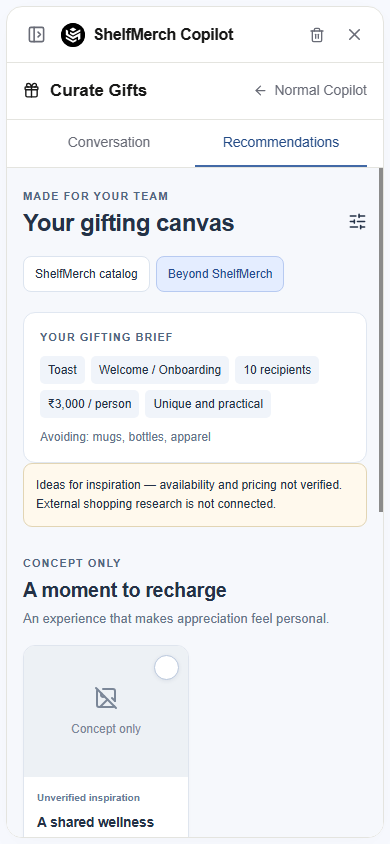 ShelfMerch Copilot
Curate Gifts
Normal Copilot
Conversation
Recommendations
MADE FOR YOUR TEAM
Your gifting canvas
ShelfMerch catalog
Beyond ShelfMerch
YOUR GIFTING BRIEF
Toast
Welcome / Onboarding
10 recipients
₹3,000 / person
Unique and practical
Avoiding: mugs, bottles, apparel
Ideas for inspiration — availability and pricing not verified.
External shopping research is not connected.
CONCEPT ONLY
A moment to recharge
An experience that makes appreciation feel personal.
Concept only
Unverified inspiration
A shared wellness